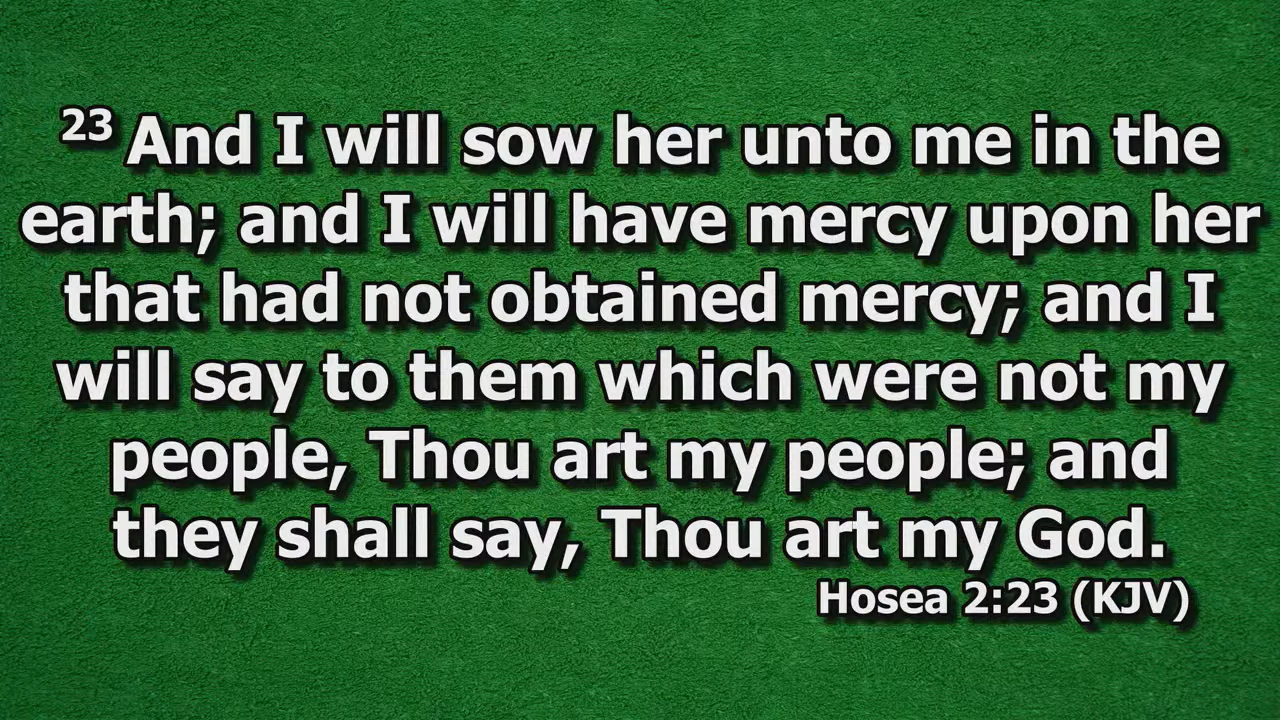 23 And I will sow her unto me in the
earth; and I will have mercy upon her
that had not obtained mercy; and I
will say to them which were not my
people, Thou art my people; and
they shall say, Thou art my God.
Hosea 2:23 (KJV)